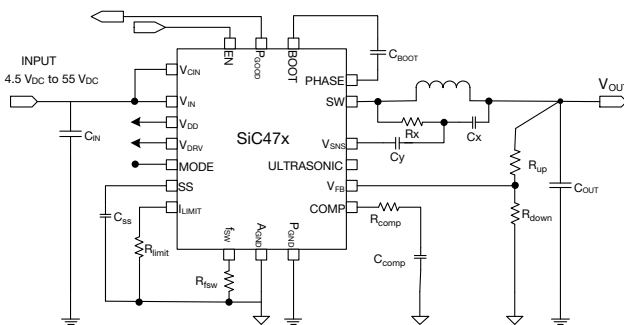 INPUT
4.5 VDC to 55 VDC
CIN
EN
PGOOD
BOOT
CBOOT
VCIN
VIN
VDD
VDRV
MODE
SS
ILIMIT
SiC47x
PHASE
SW
VSNS
ULTRASONIC
VFB
COMP
fSW
AGND
PGND
Css
Rlimit
Rfsw
Rx
Cx
Cy
Rcomp
Ccomp
VOUT
Rup
Rdown
COUT